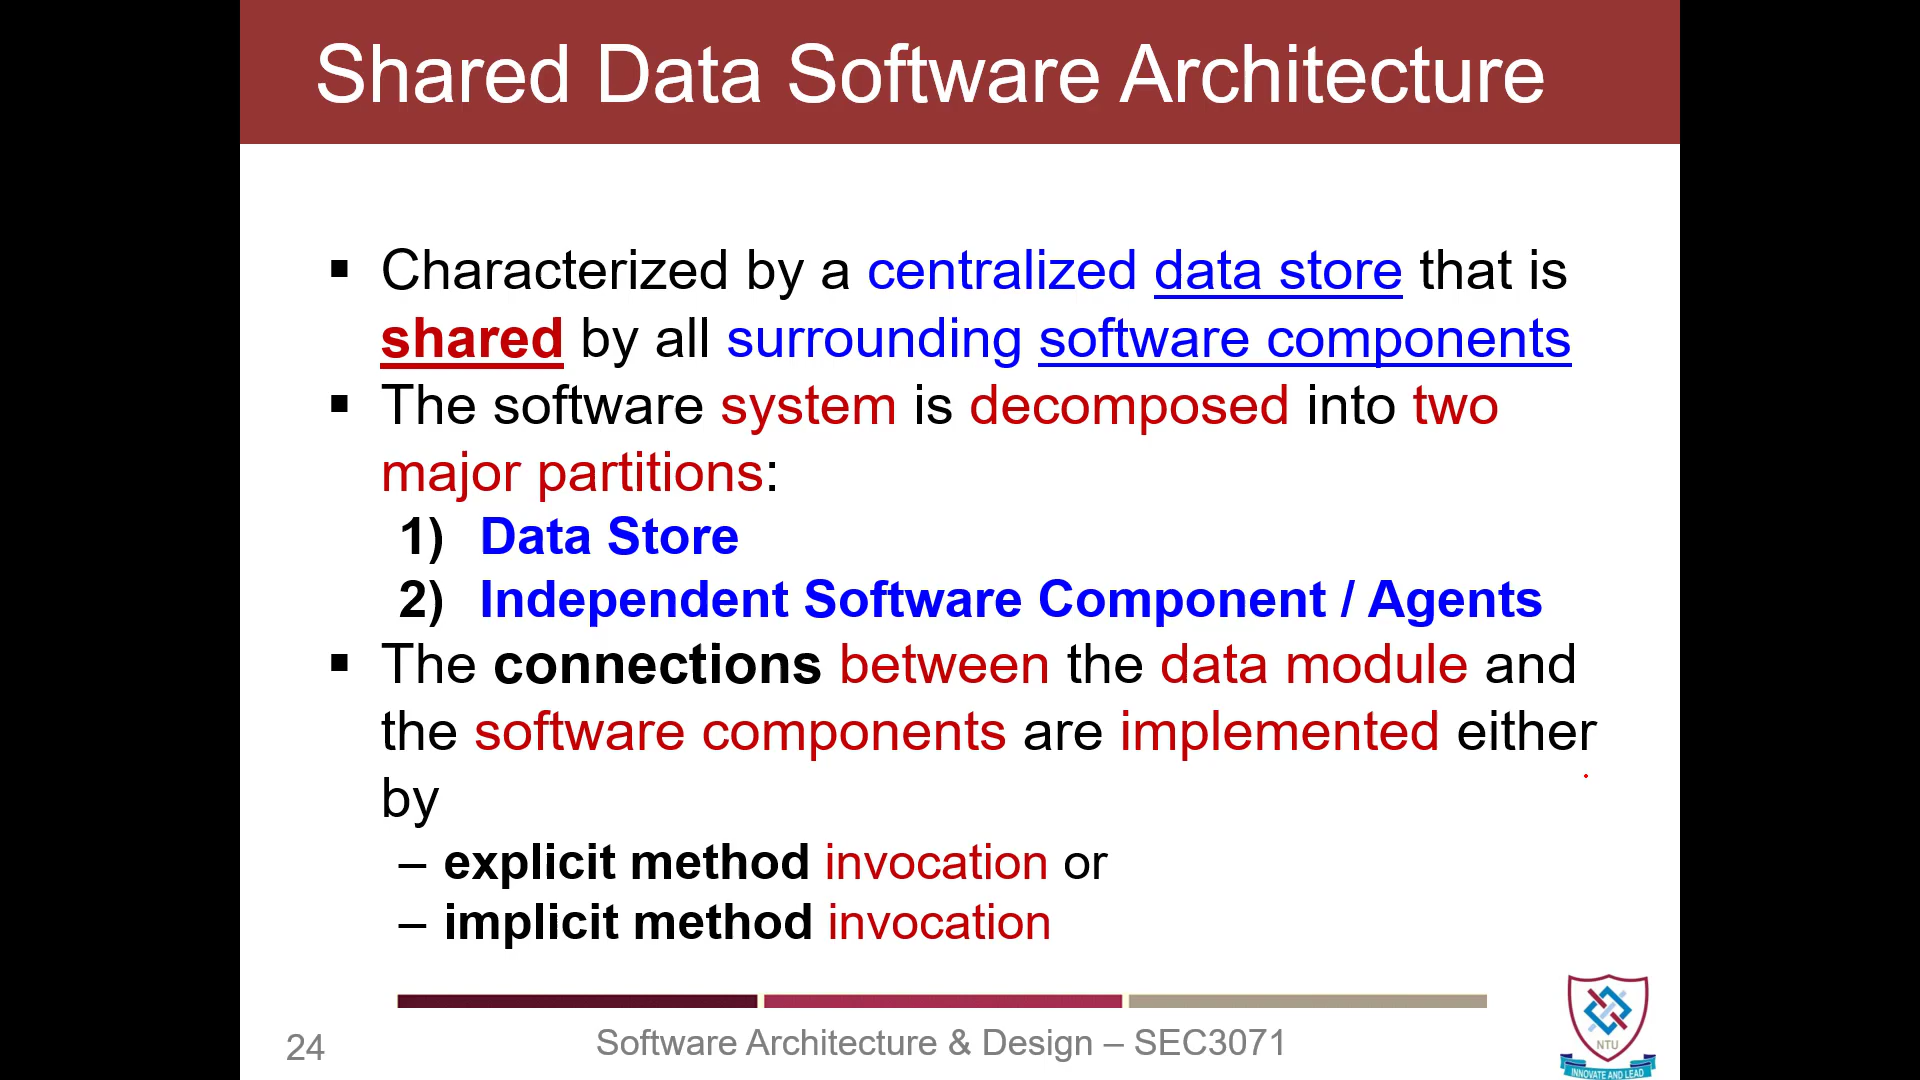 Shared Data Software Architecture
▪ Characterized by a centralized data store that is
shared by all surrounding software components
▪ The software system is decomposed into two
major partitions:
1) Data Store
2) Independent Software Component / Agents
▪ The connections between the data module and
the software components are implemented either
by
– explicit method invocation or
– implicit method invocation
24
Software Architecture & Design – SEC3071
NTU
INNOVATE AND LEAD